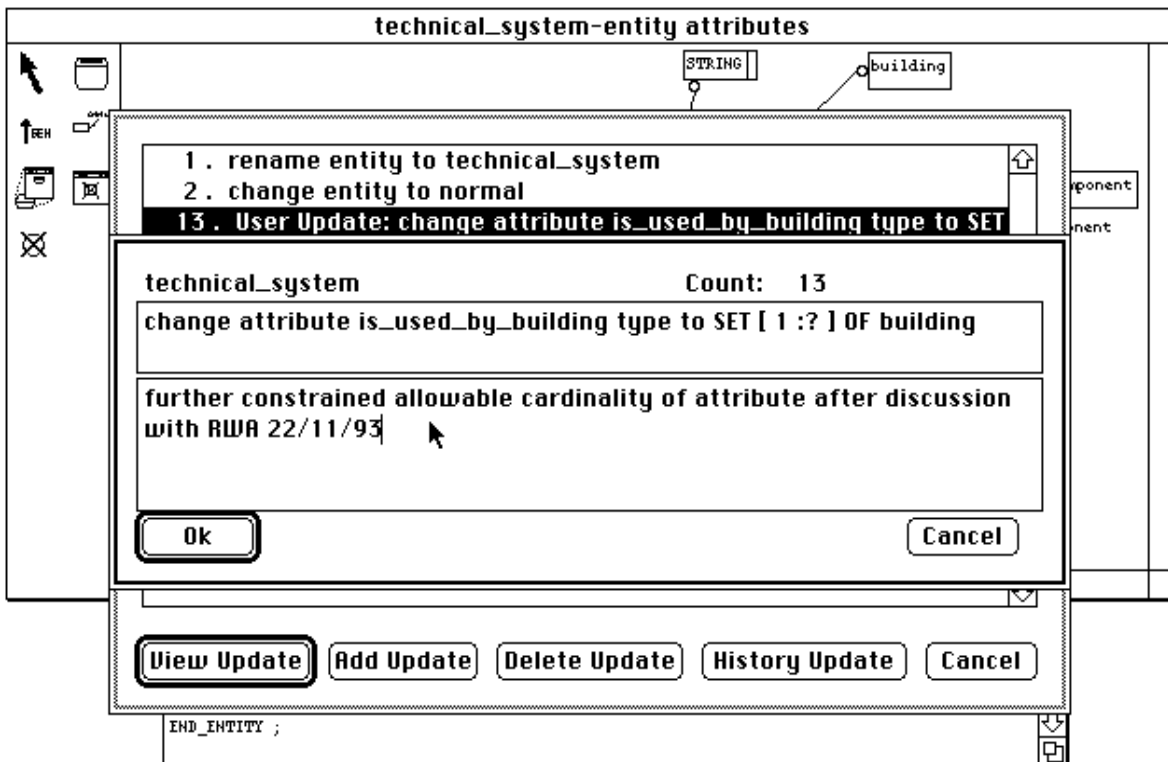 technical_system-entity attributes
STRING
building
GEN
1 . rename entity to technical_system
2 . change entity to normal
13 . User Update: change attribute is_used_by_building type to SET
ponent
nent
technical_system Count: 13
change attribute is_used_by_building type to SET [ 1 :? ] OF building
further constrained allowable cardinality of attribute after discussion
with RWA 22/11/93
Ok Cancel
View Update Add Update Delete Update History Update Cancel
END_ENTITY ;